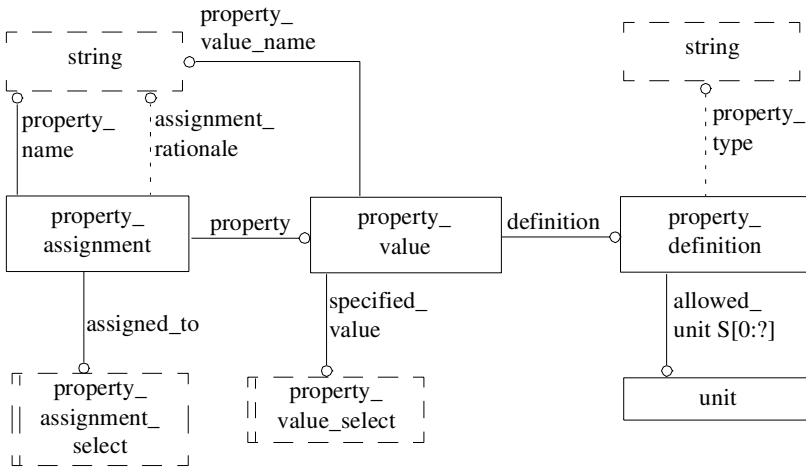 property_
value_name
string
string
property_
name
assignment_
rationale
property_
type
property_
assignment
property
property_
value
definition
property_
definition
assigned_to
specified_
value
allowed_
unit S[0:?]
property_
assignment_
select
property_
value_select
unit